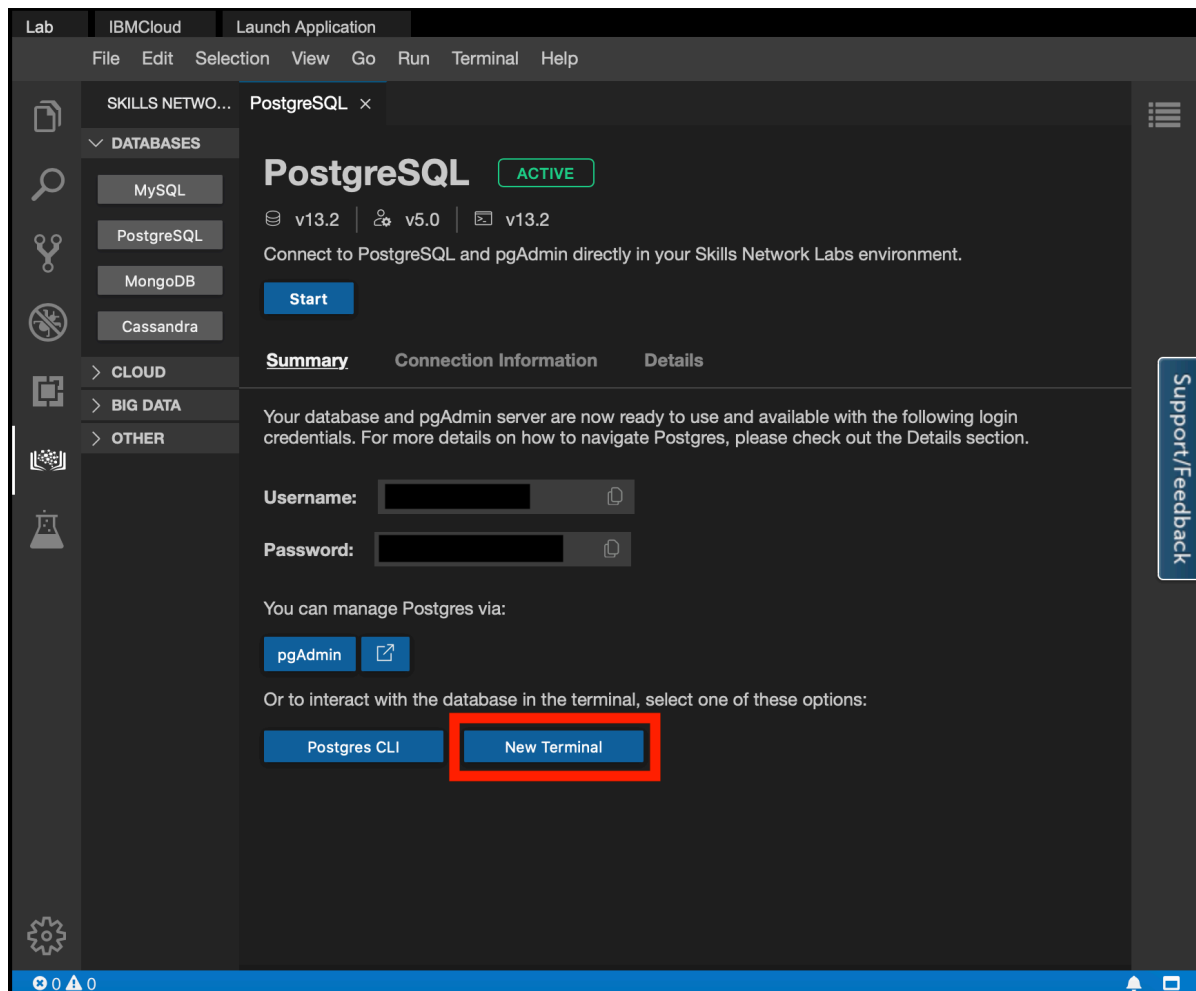 Lab IBMCloud Launch Application
File Edit Selection View Go Run Terminal Help
SKILLS NETWO...
DATABASES
MySQL
PostgreSQL
MongoDB
Cassandra
CLOUD
BIG DATA
OTHER
PostgreSQL ×
PostgreSQL ACTIVE
v13.2 v5.0 v13.2
Connect to PostgreSQL and pgAdmin directly in your Skills Network Labs environment.
Start
Summary Connection Information Details
Your database and pgAdmin server are now ready to use and available with the following login
credentials. For more details on how to navigate Postgres, please check out the Details section.
Username:
Password:
You can manage Postgres via:
pgAdmin
Or to interact with the database in the terminal, select one of these options:
Postgres CLI New Terminal
Support/Feedback
0 0